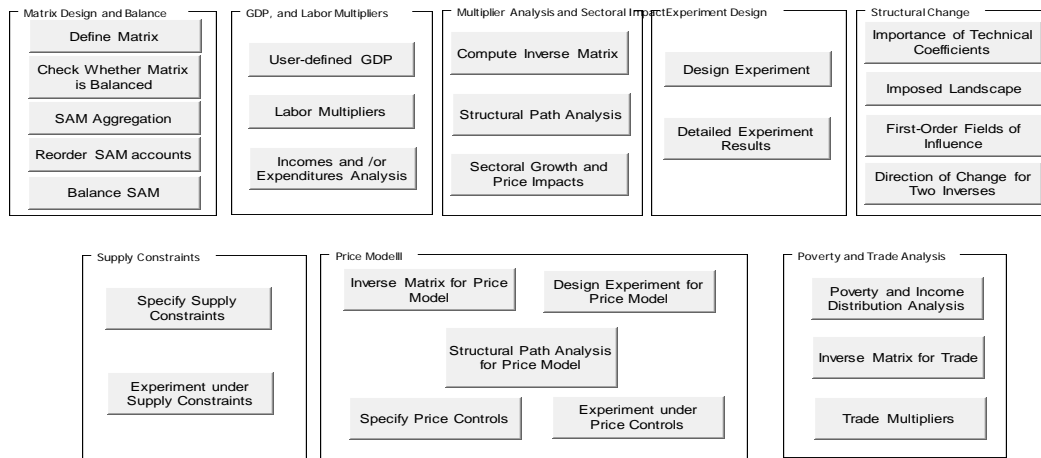 Matrix Design and Balance
Define Matrix
Check Whether Matrix
is Balanced
SAM Aggregation
Reorder SAM accounts
Balance SAM
GDP, and Labor Multipliers
User-defined GDP
Labor Multipliers
Incomes and /or
Expenditures Analysis
Multiplier Analysis and Sectoral Impact
Compute Inverse Matrix
Structural Path Analysis
Sectoral Growth and
Price Impacts
Experiment Design
Design Experiment
Detailed Experiment
Results
Structural Change
Importance of Technical
Coefficients
Imposed Landscape
First-Order Fields of
Influence
Direction of Change for
Two Inverses
Supply Constraints
Specify Supply
Constraints
Experiment under
Supply Constraints
Price ModelII
Inverse Matrix for Price
Model
Design Experiment for
Price Model
Structural Path Analysis
for Price Model
Specify Price Controls
Experiment under
Price Controls
Poverty and Trade Analysis
Poverty and Income
Distribution Analysis
Inverse Matrix for Trade
Trade Multipliers